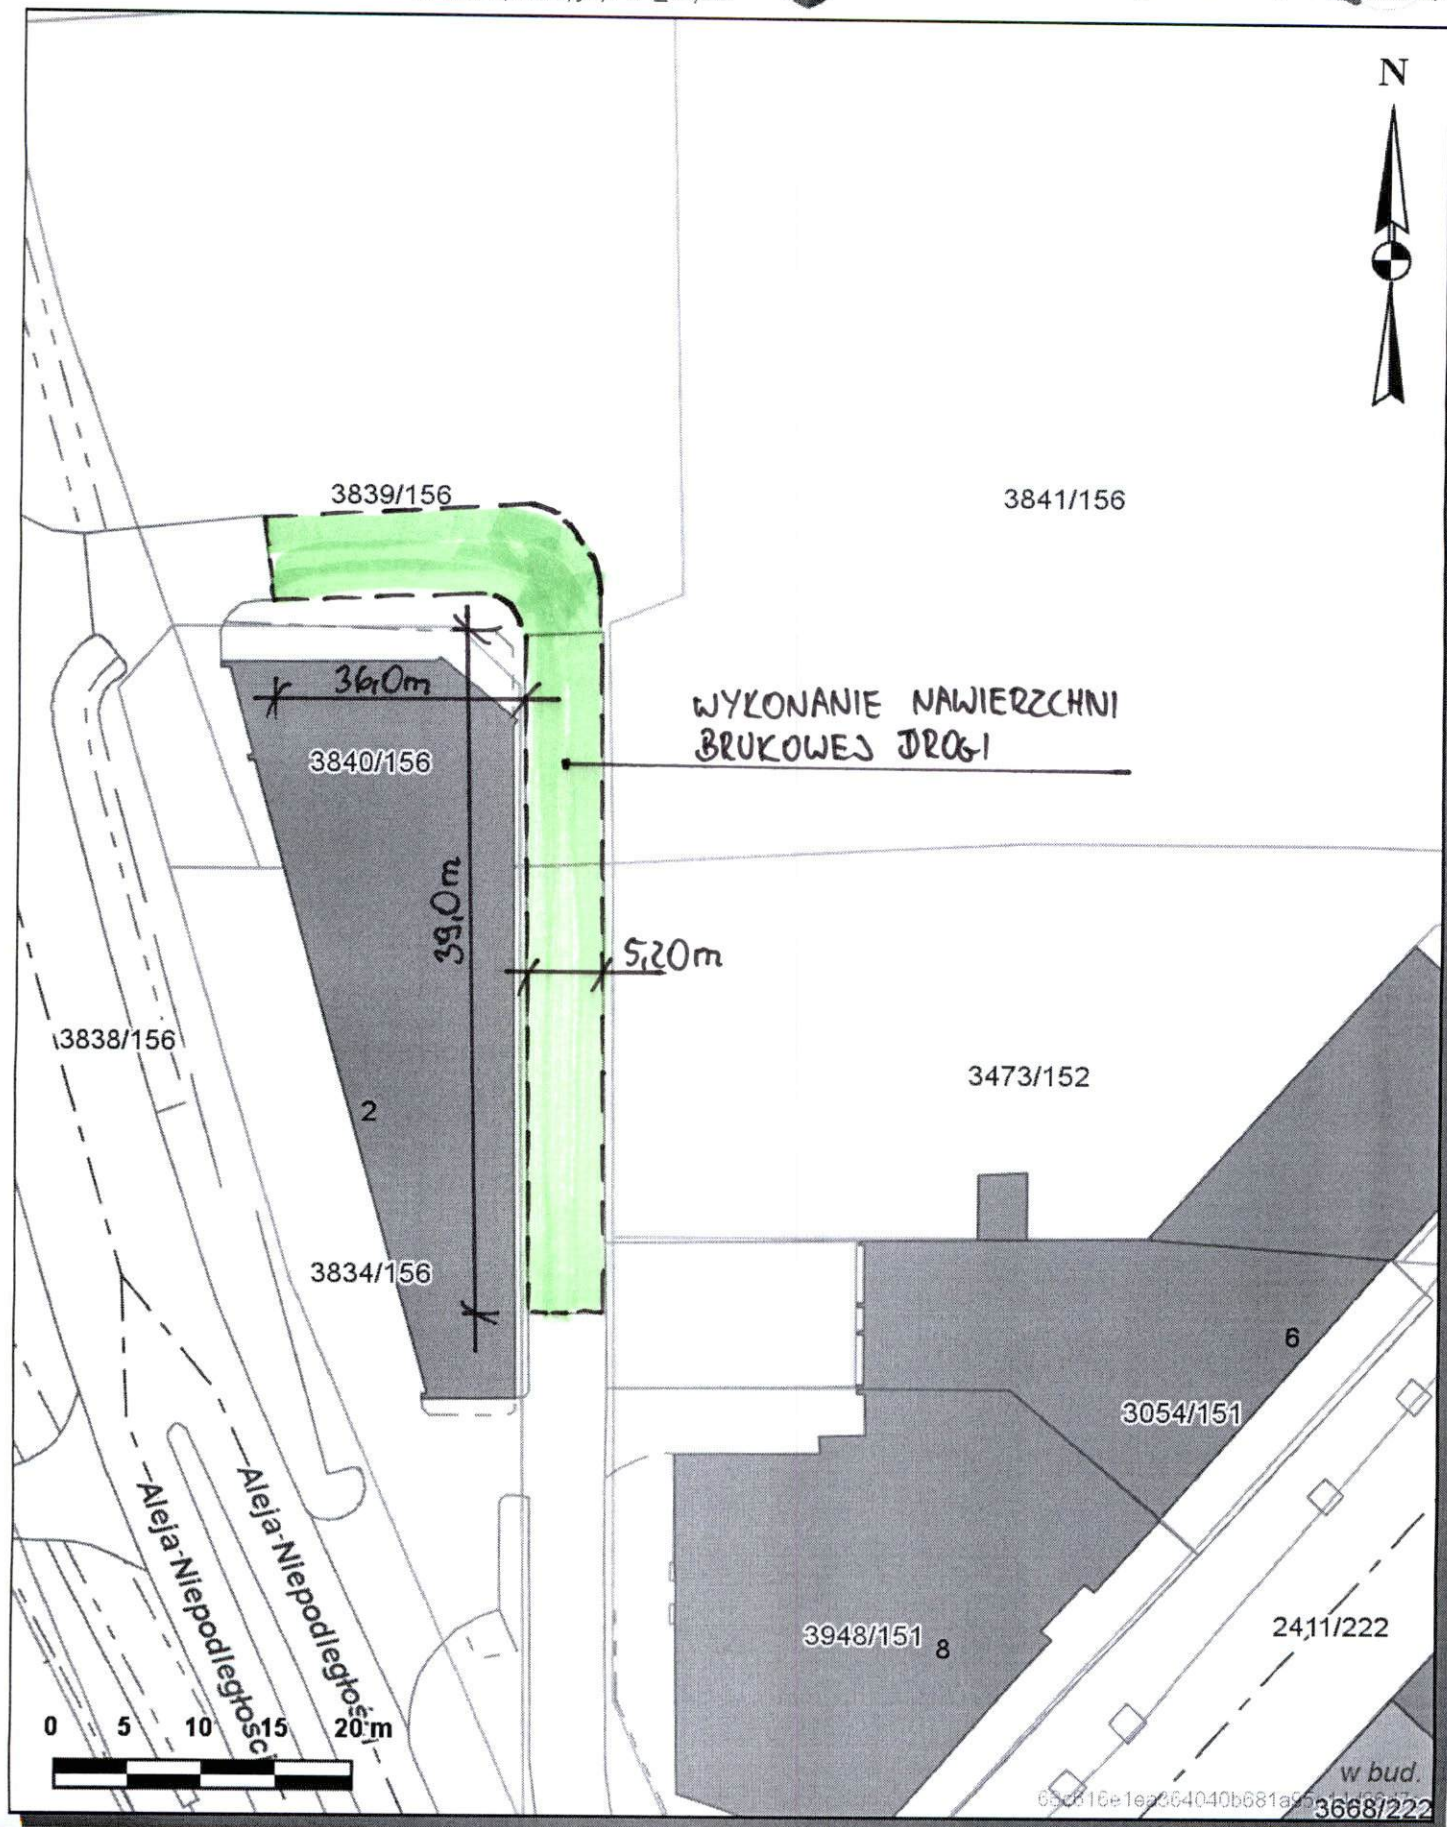 N
3839/156
3841/156
36,0m
WYKONANIE NAWIERZCHNI
BRUKOWEJ DROGI
3840/156
39,0m
5,20m
3838/156
3473/152
2
3834/156
6
3054/151
Aleja-Niepodległości
Aleja-Niepodległości
3948/151
8
2411/222
0 5 10 15 20 m
w bud.
3668/222